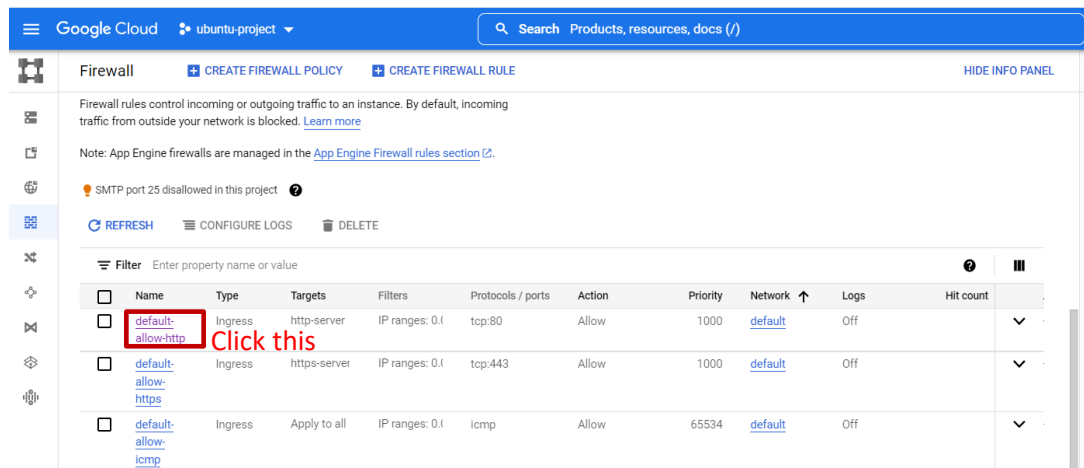 Google Cloud ubuntu-project Search Products, resources, docs (/)
Firewall CREATE FIREWALL POLICY CREATE FIREWALL RULE HIDE INFO PANEL
Firewall rules control incoming or outgoing traffic to an instance. By default, incoming
traffic from outside your network is blocked. Learn more
Note: App Engine firewalls are managed in the App Engine Firewall rules section.
SMTP port 25 disallowed in this project
REFRESH CONFIGURE LOGS DELETE
Filter Enter property name or value
Name Type Targets Filters Protocols / ports Action Priority Network Logs Hit count
default- Ingress http-server IP ranges: 0.( tcp:80 Allow 1000 default Off
allow-http
Click this
default- Ingress https-server IP ranges: 0.( tcp:443 Allow 1000 default Off
allow-
https
default- Ingress Apply to all IP ranges: 0.( icmp Allow 65534 default Off
allow-
icmp